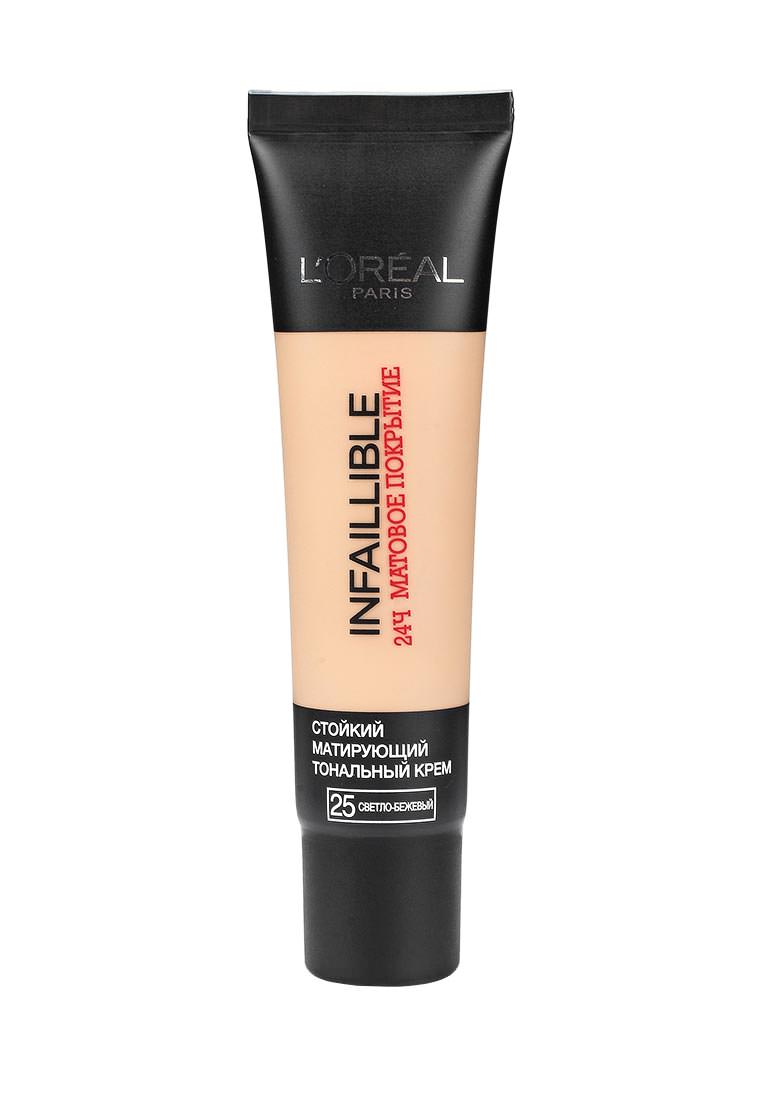 L'ORÉAL
PARIS
INFAILLIBLE
24Ч МАТОВОЕ ПОКРЫТИЕ
СТОЙКИЙ
МАТИРУЮЩИЙ
ТОНАЛЬНЫЙ КРЕМ
25 СВЕТЛО-БЕЖЕВЫЙ